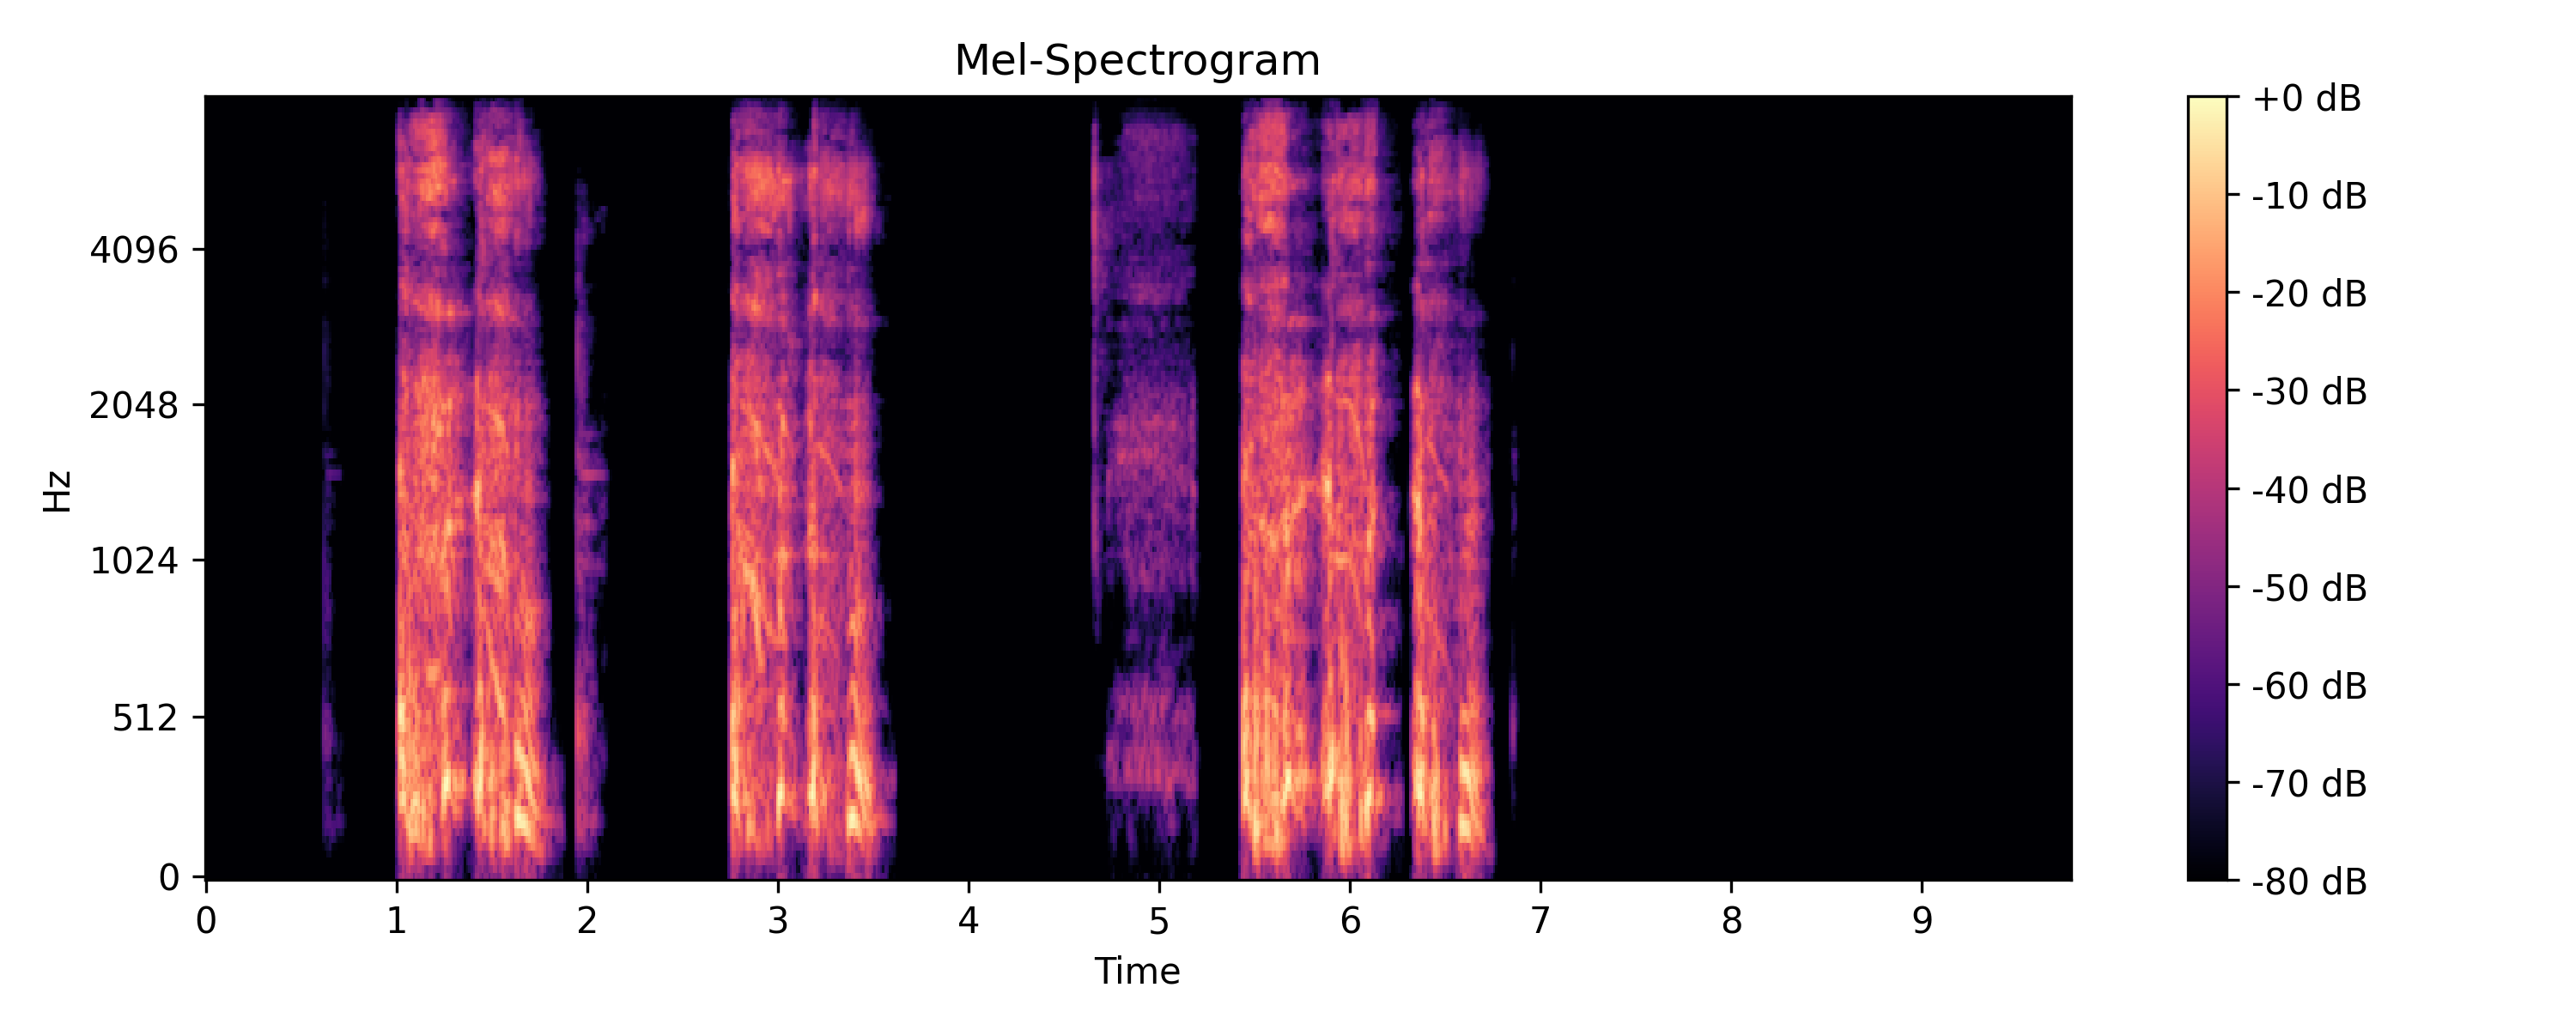 Mel-Spectrogram
+0 dB
-10 dB
-20 dB
-30 dB
-40 dB
-50 dB
-60 dB
-70 dB
-80 dB
4096
2048
1024
512
0
Hz
0 1 2 3 4 5 6 7 8 9
Time